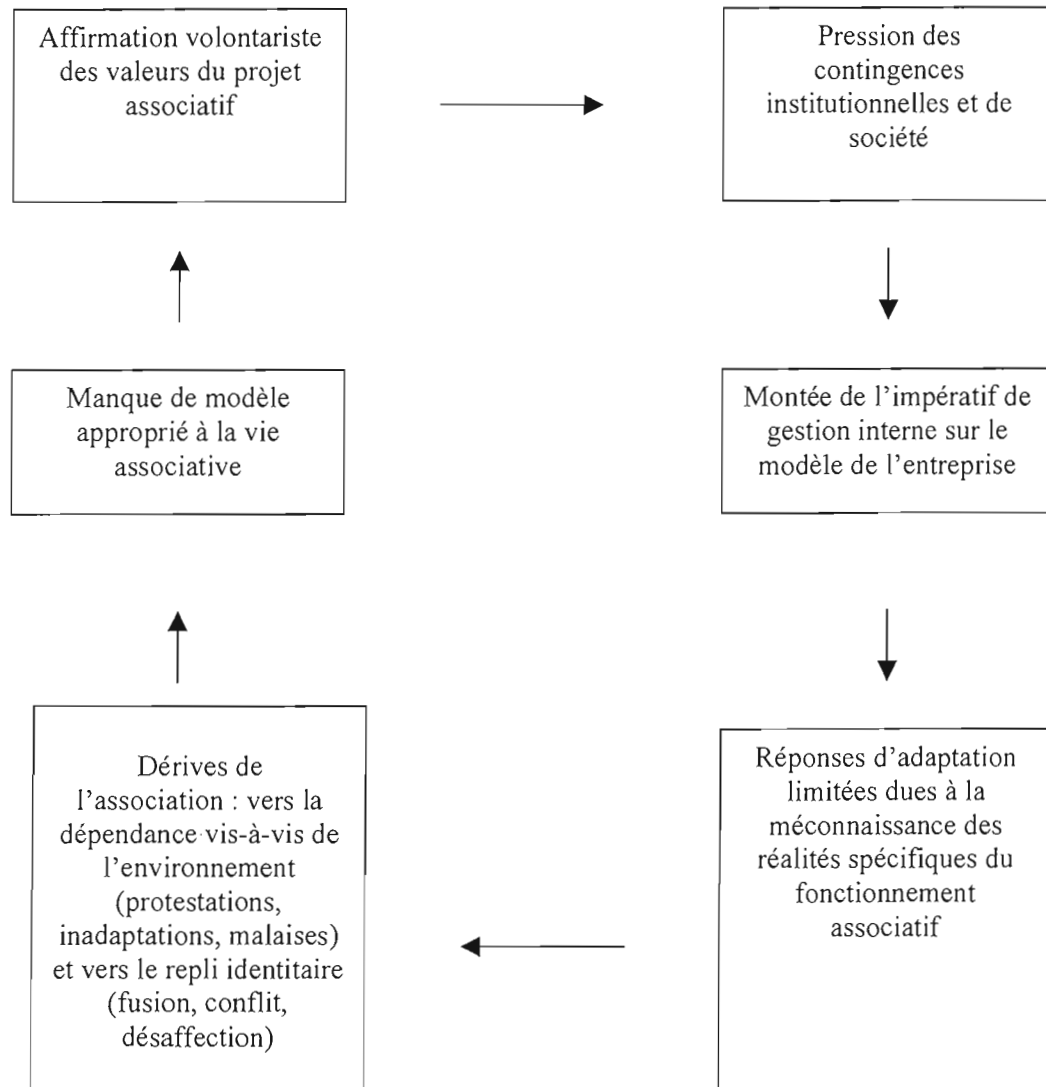 Affirmation volontariste
des valeurs du projet
associatif
Pression des
contingences
institutionnelles et de
société
Montée de l’impératif de
gestion interne sur le
modèle de l’entreprise
Réponses d’adaptation
limitées dues à la
méconnaissance des
réalités spécifiques du
fonctionnement
associatif
Dérives de
l’association : vers la
dépendance vis-à-vis de
l’environnement
(protestations,
inadaptations, malaises)
et vers le repli identitaire
(fusion, conflit,
désaffection)
Manque de modèle
approprié à la vie
associative